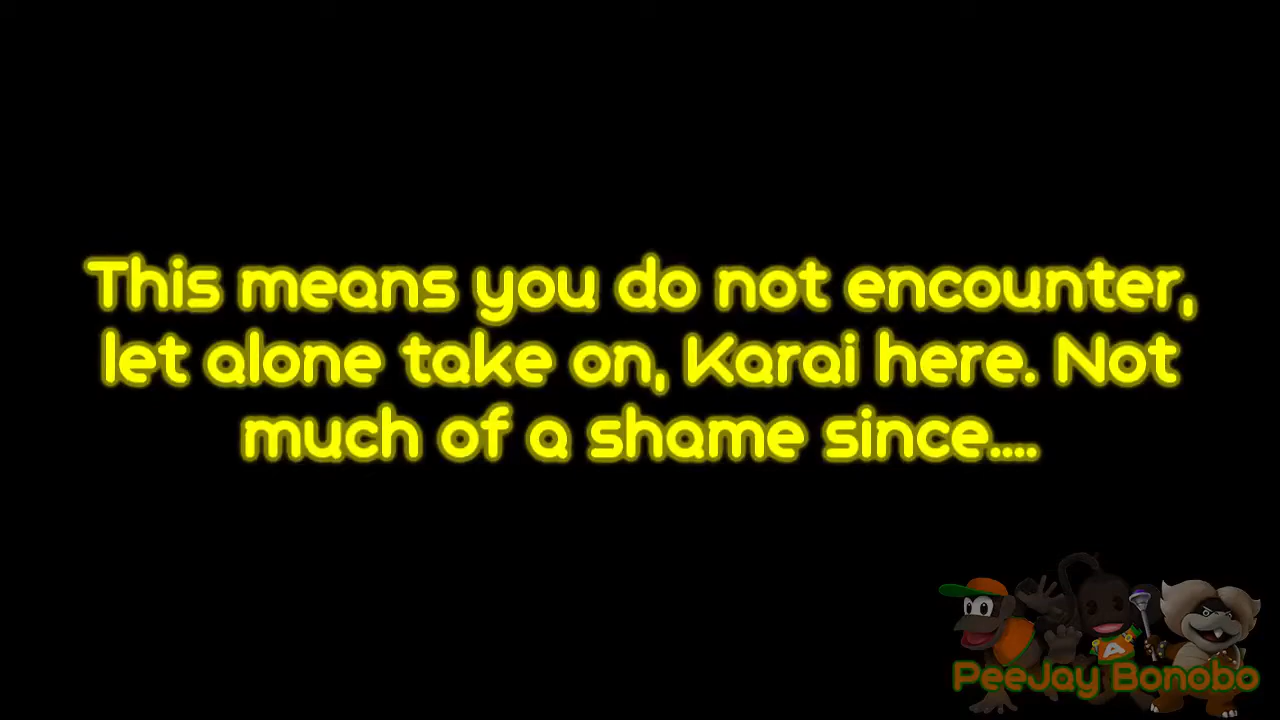 This means you do not encounter,
let alone take on, Karai here. Not
much of a shame since....
PeeJay Bonobo